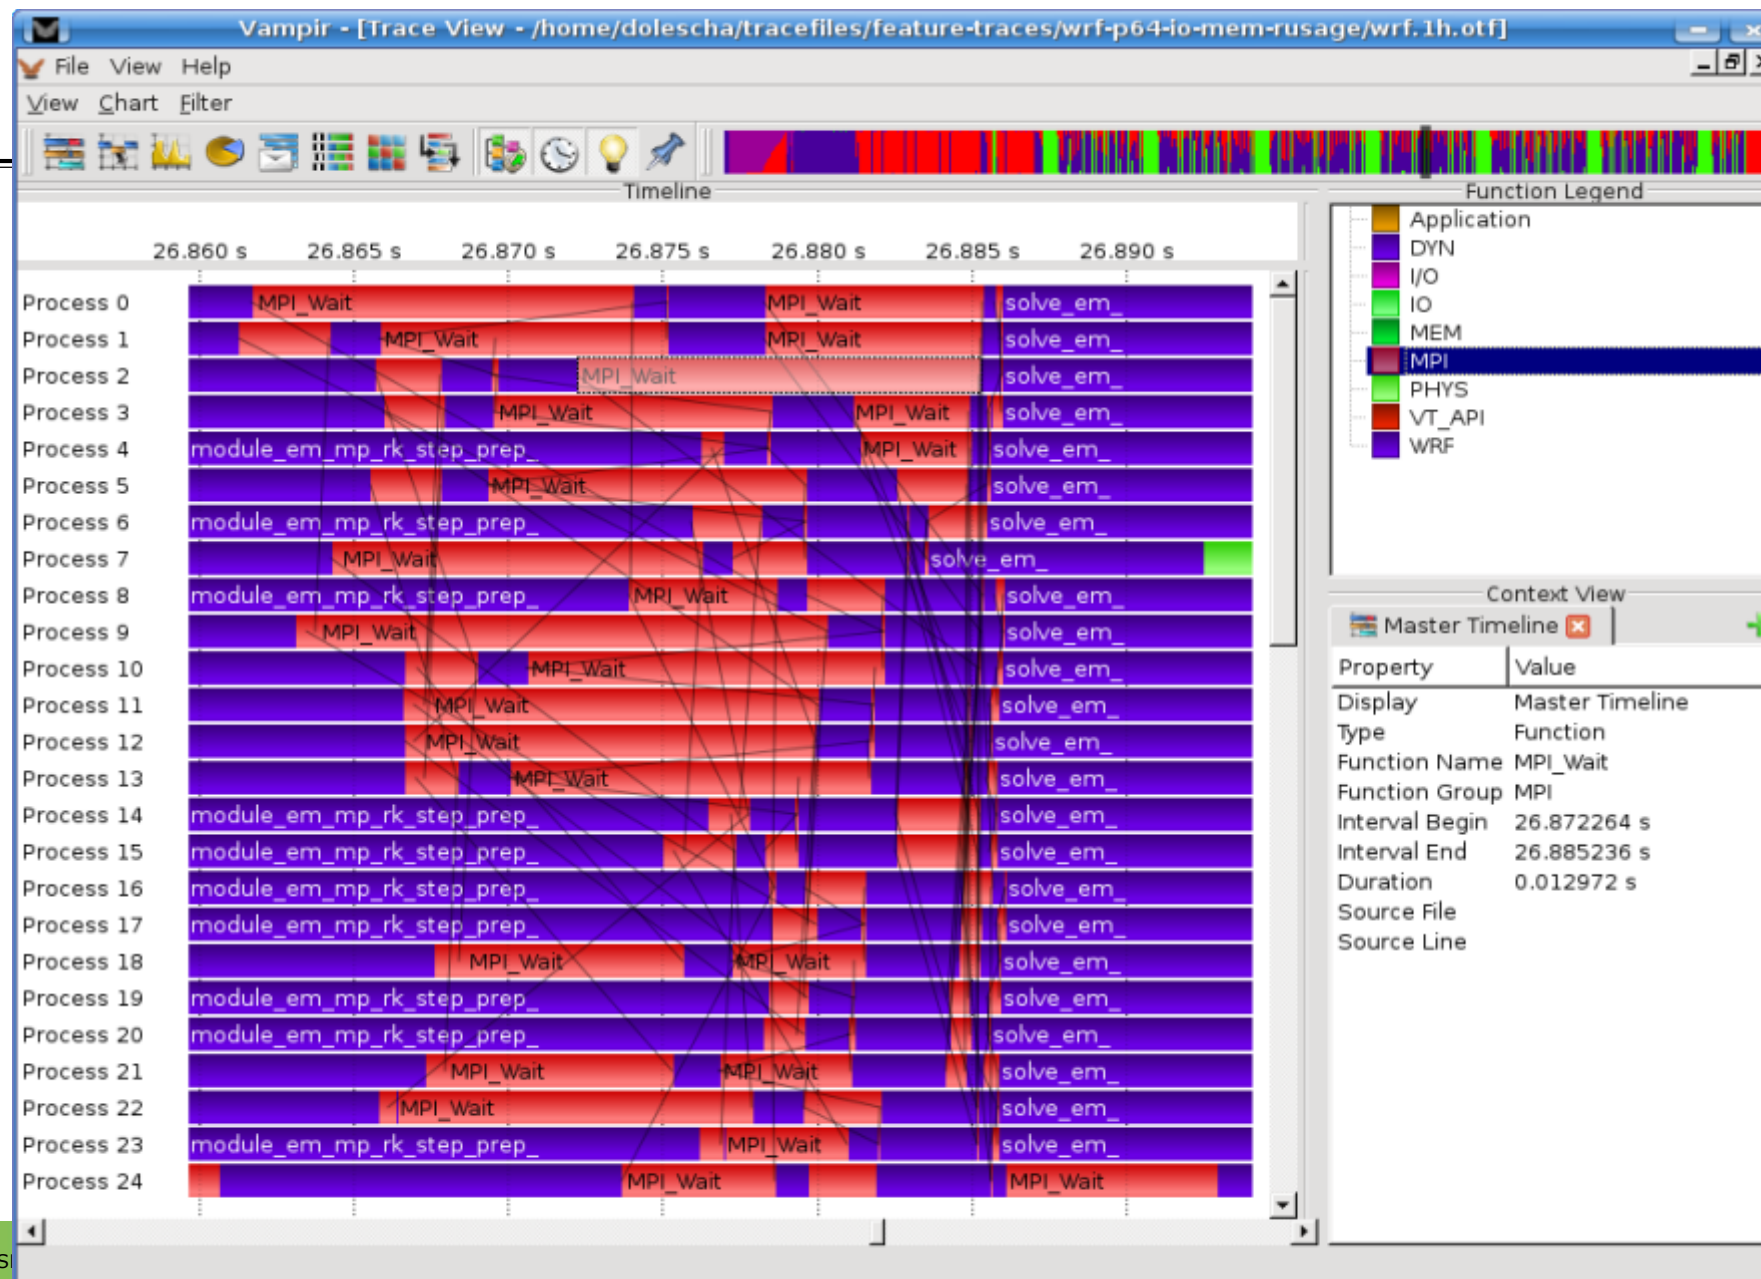 Vampir - [Trace View - /home/dolescha/tracefiles/feature-traces/wrf-p64-io-mem-rusage/wrf.1h.otf]
File View Help
View Chart Filter
Timeline
26.860 s 26.865 s 26.870 s 26.875 s 26.880 s 26.885 s 26.890 s
Process 0 MPI_Wait MPI_Wait solve_em_
Process 1 MPI_Wait MPI_Wait solve_em_
Process 2 MPI_Wait solve_em_
Process 3 MPI_Wait MPI_Wait solve_em_
Process 4 module_em_mp_rk_step_prep_ MPI_Wait solve_em_
Process 5 MPI_Wait solve_em_
Process 6 module_em_mp_rk_step_prep_ solve_em_
Process 7 MPI_Wait solve_em_
Process 8 module_em_mp_rk_step_prep_ MPI_Wait solve_em_
Process 9 MPI_Wait solve_em_
Process 10 MPI_Wait solve_em_
Process 11 MPI_Wait solve_em_
Process 12 MPI_Wait solve_em_
Process 13 MPI_Wait solve_em_
Process 14 module_em_mp_rk_step_prep_ solve_em_
Process 15 module_em_mp_rk_step_prep_ solve_em_
Process 16 module_em_mp_rk_step_prep_ solve_em_
Process 17 module_em_mp_rk_step_prep_ solve_em_
Process 18 MPI_Wait MPI_Wait solve_em_
Process 19 module_em_mp_rk_step_prep_ solve_em_
Process 20 module_em_mp_rk_step_prep_ solve_em_
Process 21 MPI_Wait MPI_Wait solve_em_
Process 22 MPI_Wait solve_em_
Process 23 module_em_mp_rk_step_prep_ MPI_Wait solve_em_
Process 24 MPI_Wait MPI_Wait
Function Legend
Application
DYN
I/O
IO
MEM
MPI
PHYS
VT_API
WRF
Context View
Master Timeline
Property Value
Display Master Timeline
Type Function
Function Name MPI_Wait
Function Group MPI
Interval Begin 26.872264 s
Interval End 26.885236 s
Duration 0.012972 s
Source File
Source Line